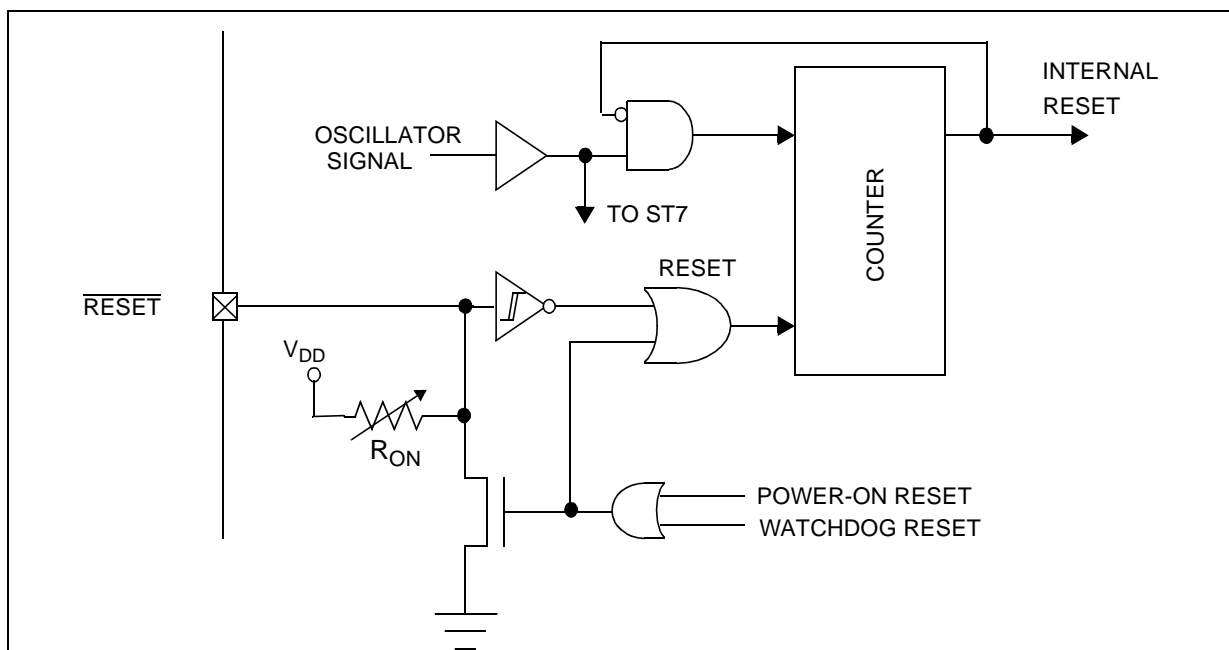 INTERNAL
RESET
OSCILLATOR
SIGNAL
TO ST7
COUNTER
RESET
RESET
VDD
RON
POWER-ON RESET
WATCHDOG RESET